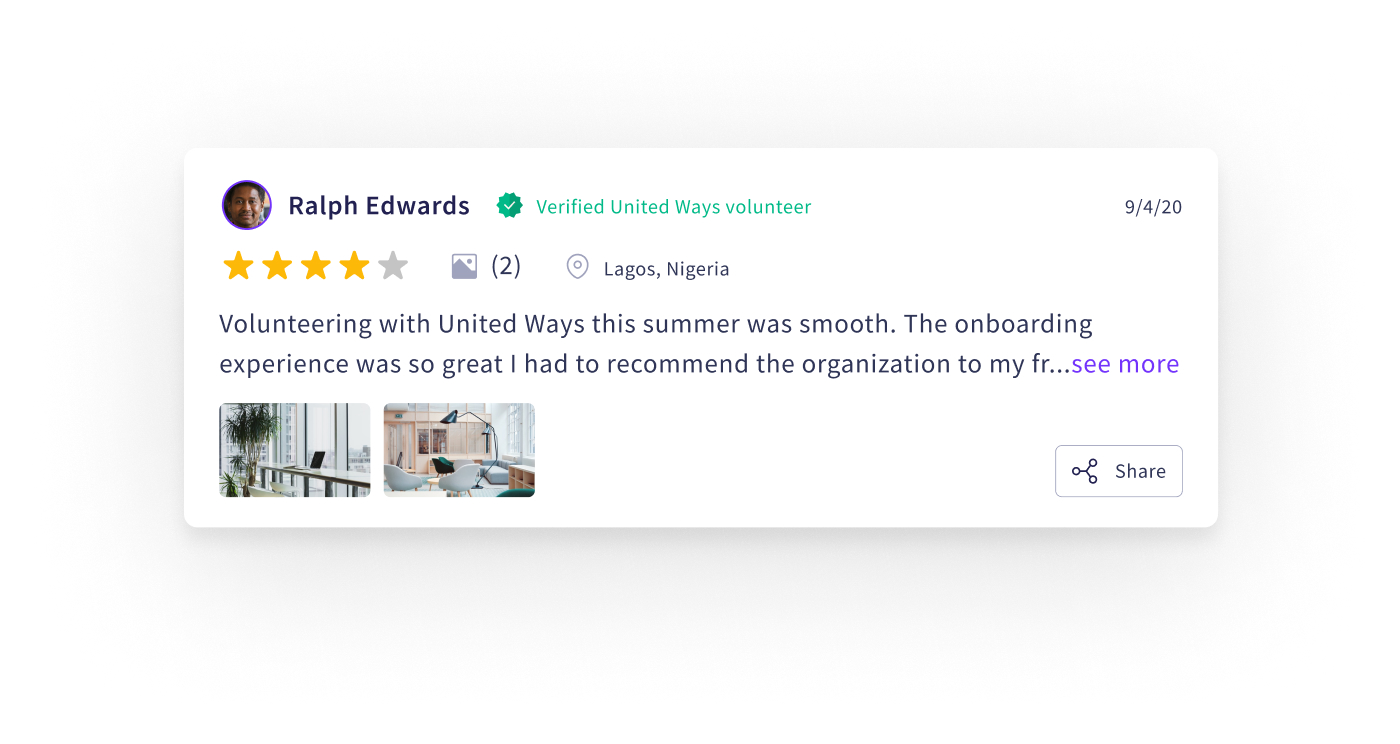 Ralph Edwards Verified United Ways volunteer 9/4/20
(2) Lagos, Nigeria
Volunteering with United Ways this summer was smooth. The onboarding
experience was so great I had to recommend the organization to my fr...see more
Share